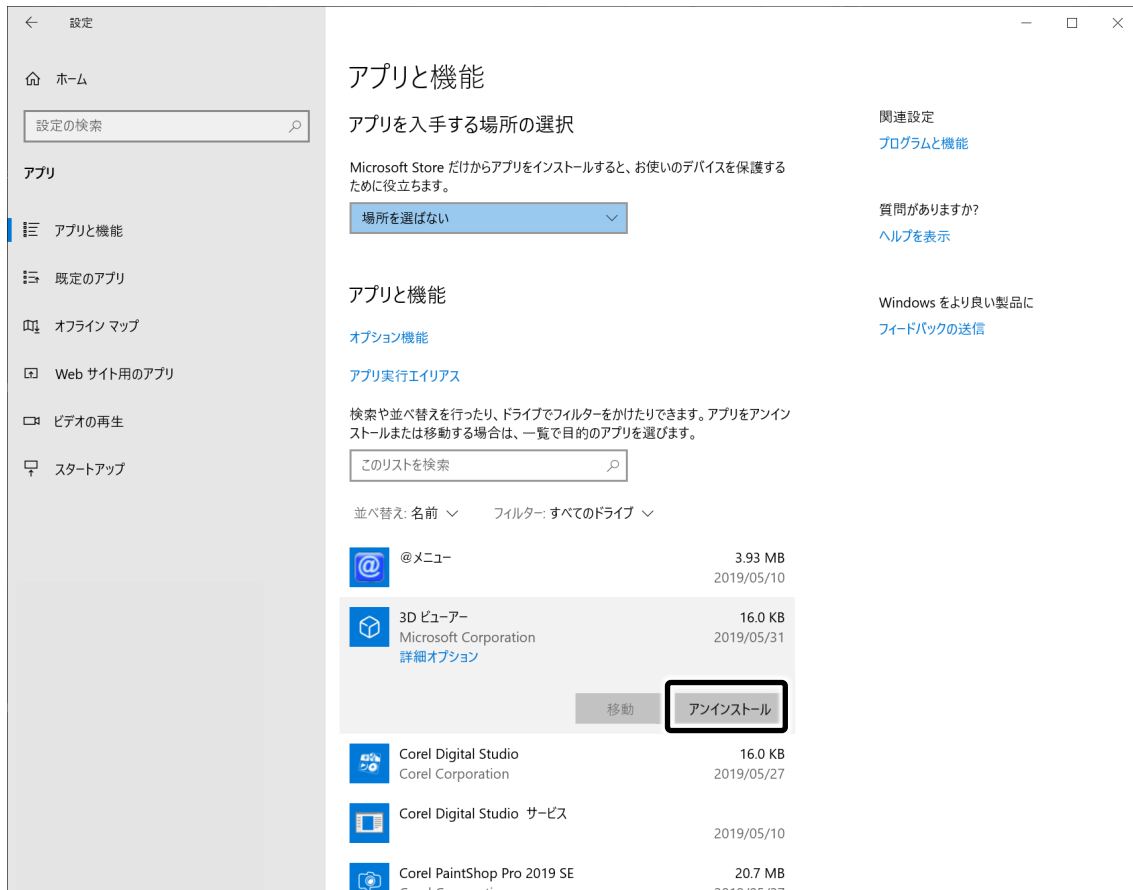 設定
ホーム
設定の検索
アプリ
アプリと機能
既定のアプリ
オフライン マップ
Web サイト用のアプリ
ビデオの再生
スタートアップ
アプリと機能
アプリを入手する場所の選択
Microsoft Store だけからアプリをインストールすると、お使いのデバイスを保護する
ために役立ちます。
場所を選ばない
アプリと機能
オプション機能
アプリ実行エイリアス
検索や並べ替えを行ったり、ドライブでフィルターをかけたりできます。アプリをアンイン
ストールまたは移動する場合は、一覧で目的のアプリを選びます。
このリストを検索
並べ替え: 名前 フィルター: すべてのドライブ
@メニュー 3.93 MB
2019/05/10
3D ビューアー 16.0 KB
Microsoft Corporation 2019/05/31
詳細オプション
移動 アンインストール
Corel Digital Studio 16.0 KB
Corel Corporation 2019/05/27
Corel Digital Studio サービス
2019/05/10
Corel PaintShop Pro 2019 SE 20.7 MB
関連設定
プログラムと機能
質問がありますか?
ヘルプを表示
Windows をより良い製品に
フィードバックの送信